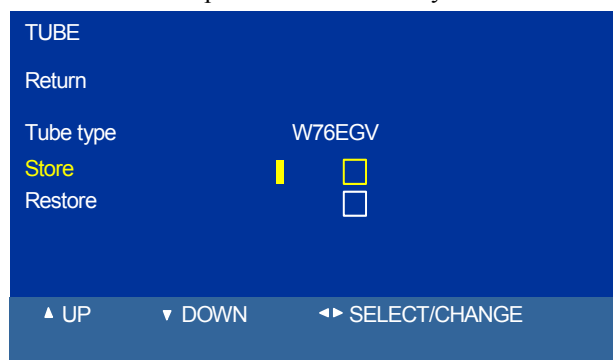 TUBE
Return
Tube type W76EGV
Store
Restore
▲ UP ▼ DOWN ◄► SELECT/CHANGE